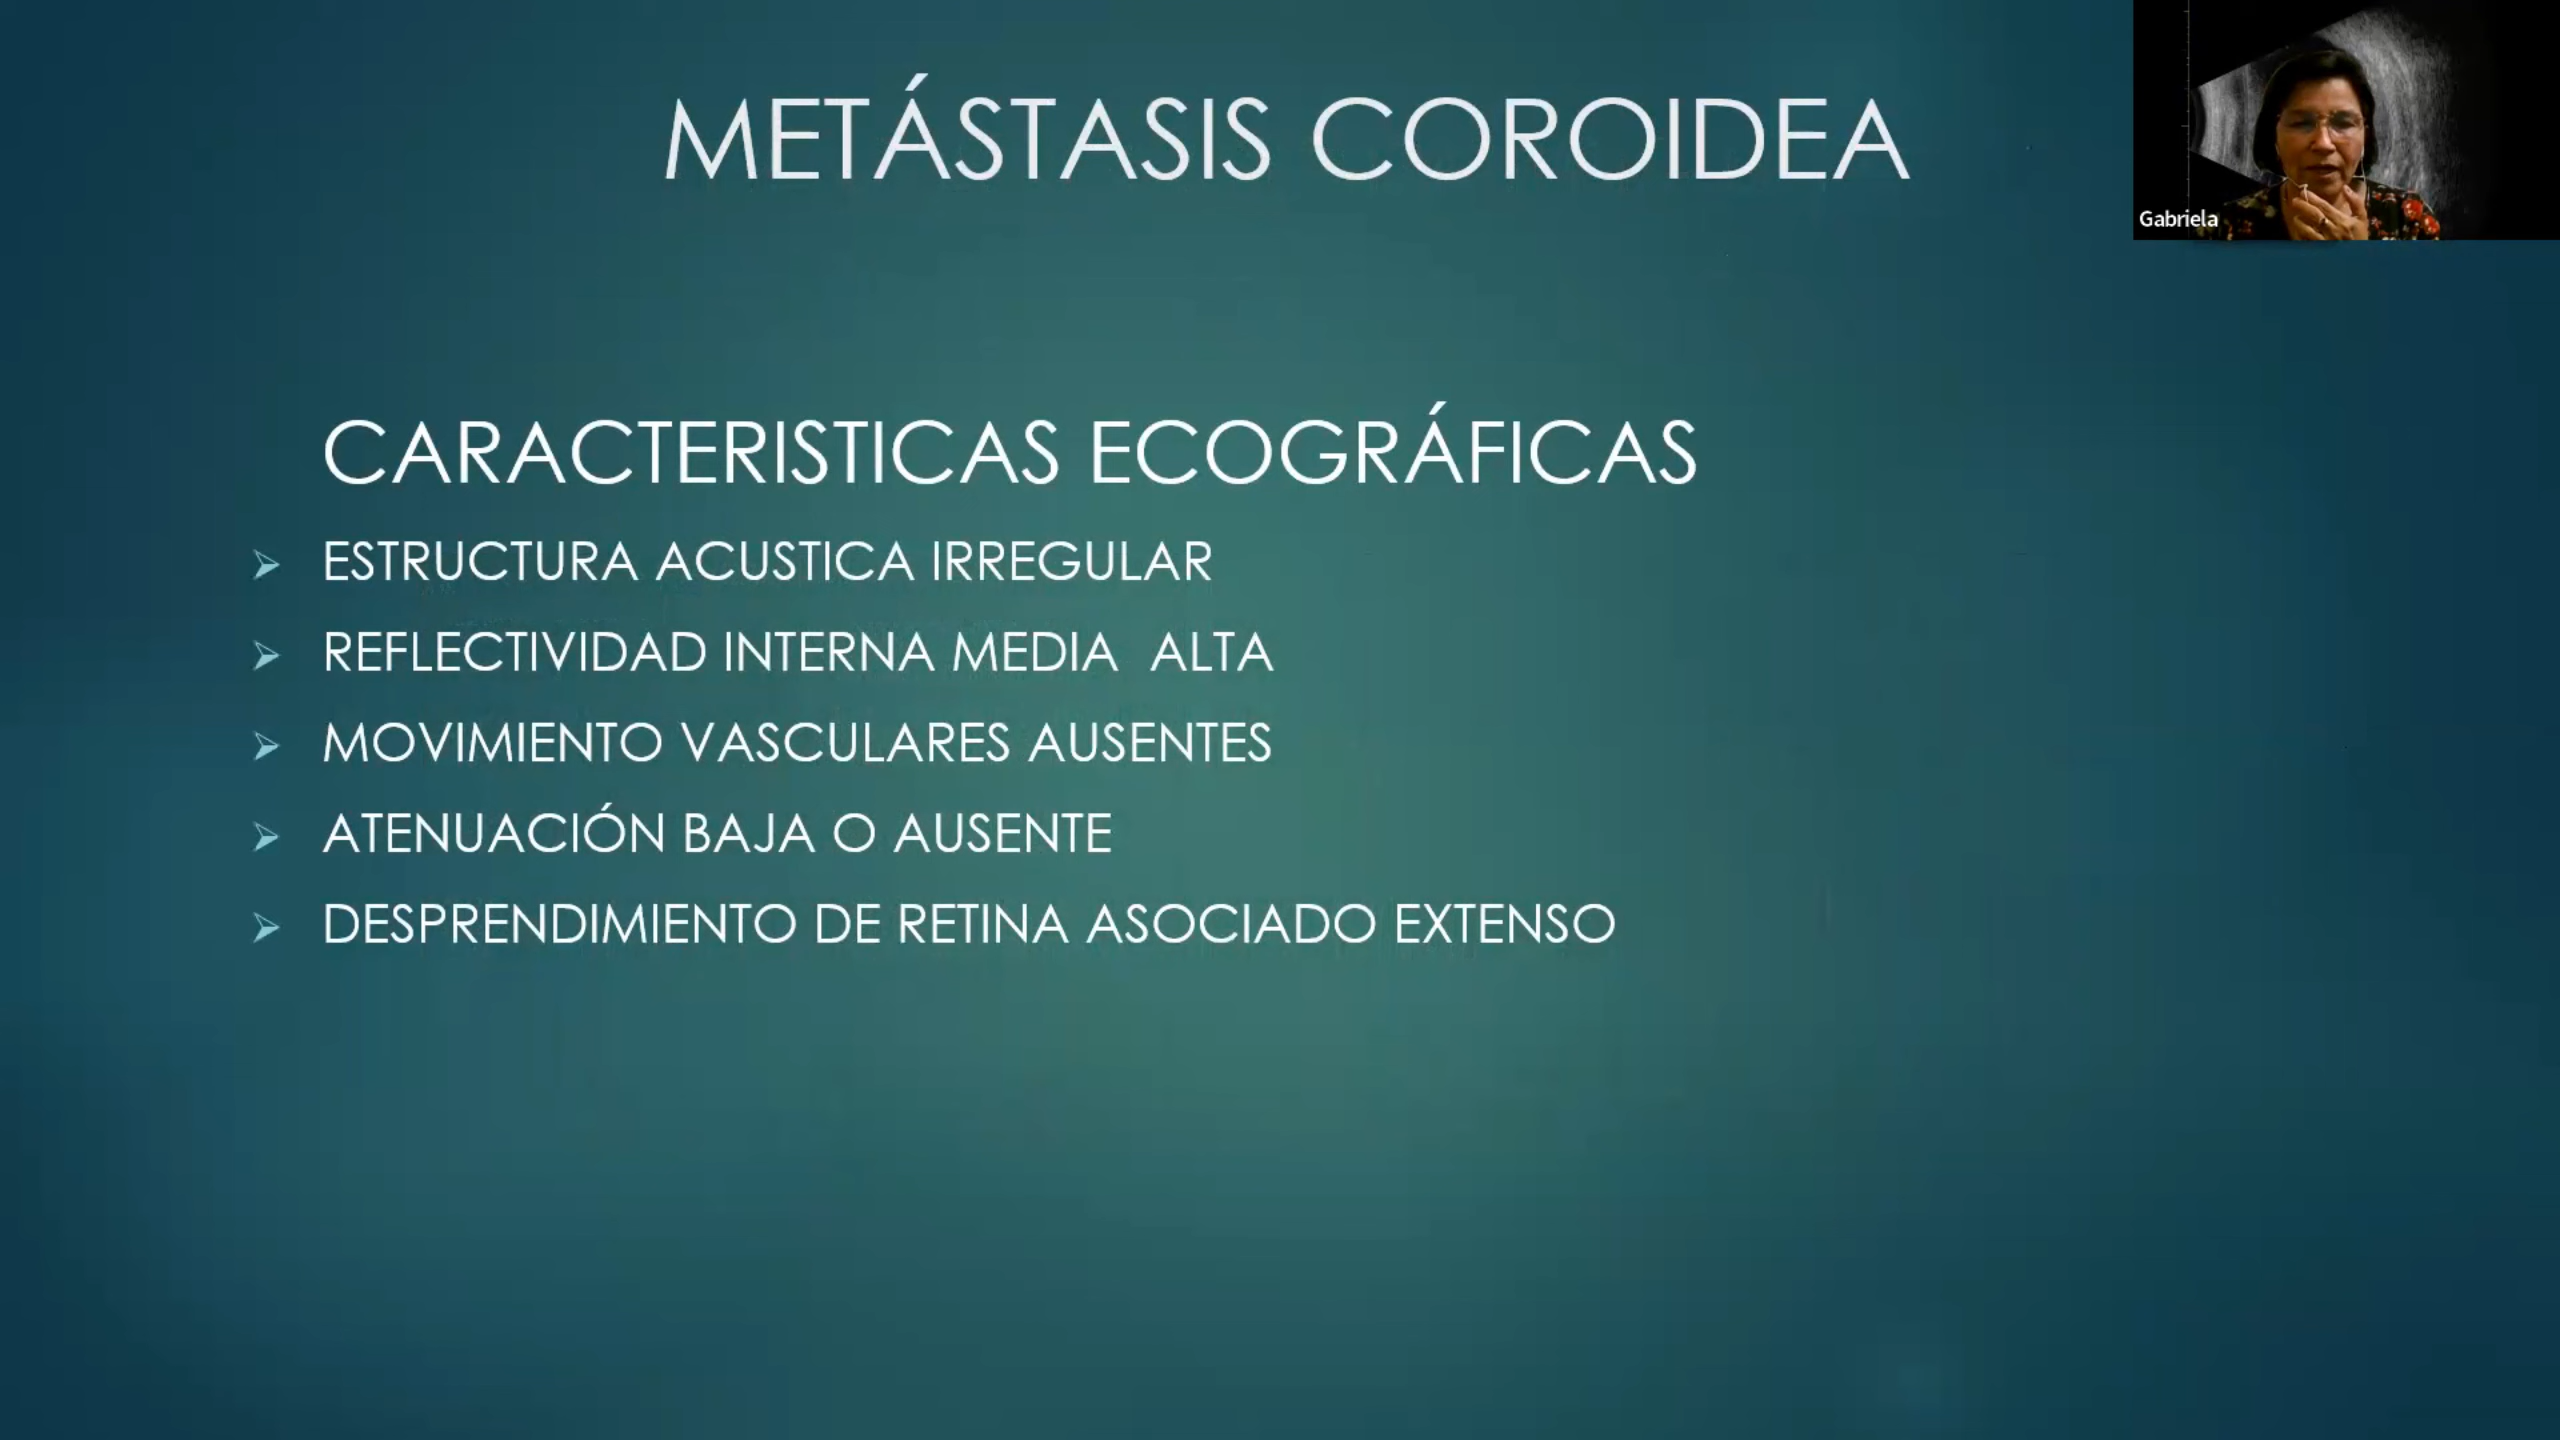 METÁSTASIS COROIDEA
Gabriela
CARACTERISTICAS ECOGRÁFICAS
ESTRUCTURA ACUSTICA IRREGULAR
REFLECTIVIDAD INTERNA MEDIA  ALTA
MOVIMIENTO VASCULARES AUSENTES
ATENUACIÓN BAJA O AUSENTE
DESPRENDIMIENTO DE RETINA ASOCIADO EXTENSO